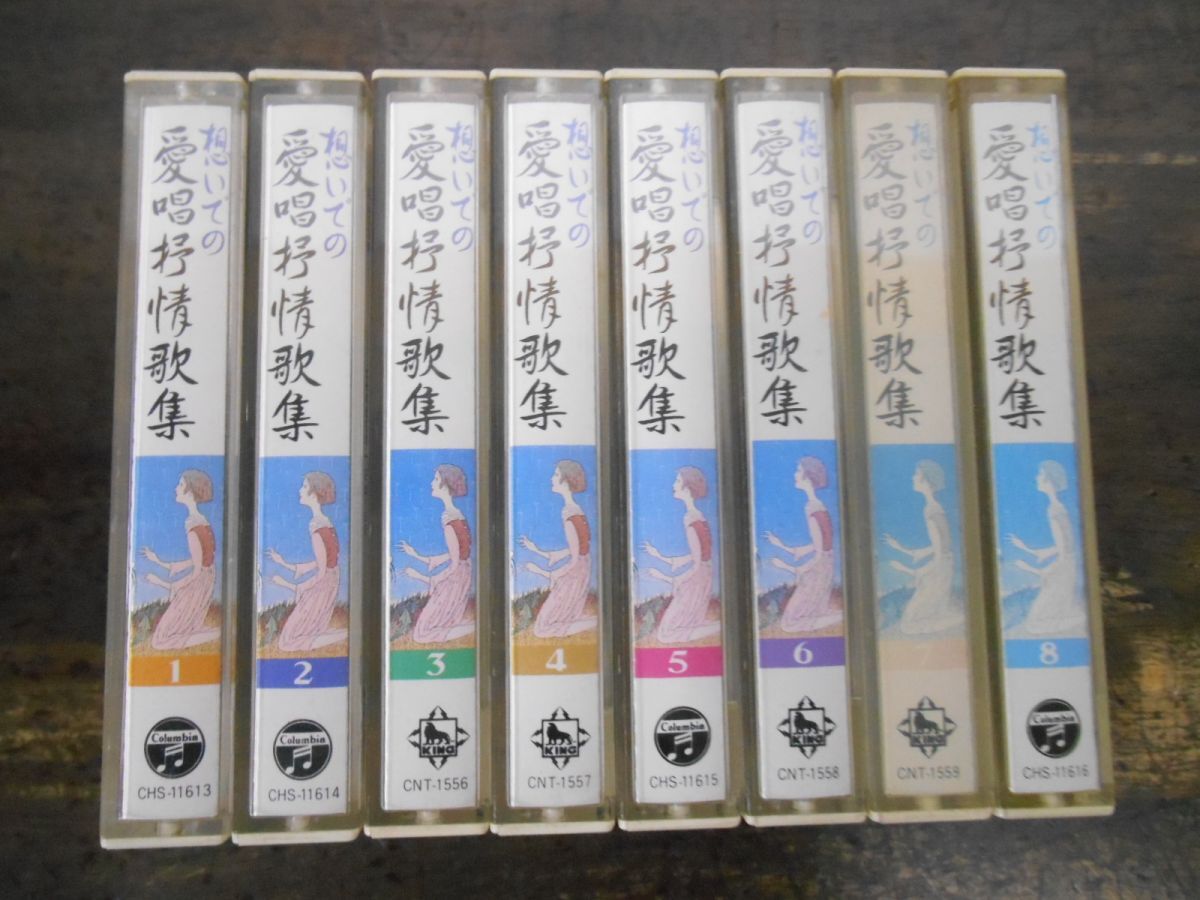 想いでの
愛唱抒情歌集
1
Columbia
CHS-11613
想いでの
愛唱抒情歌集
2
Columbia
CHS-11614
想いでの
愛唱抒情歌集
3
KING
CNT-1556
想いでの
愛唱抒情歌集
4
KING
CNT-1557
想いでの
愛唱抒情歌集
5
Columbia
CHS-11615
想いでの
愛唱抒情歌集
6
KING
CNT-1558
想いでの
愛唱抒情歌集
7
KING
CNT-1559
想いでの
愛唱抒情歌集
8
Columbia
CHS-11616